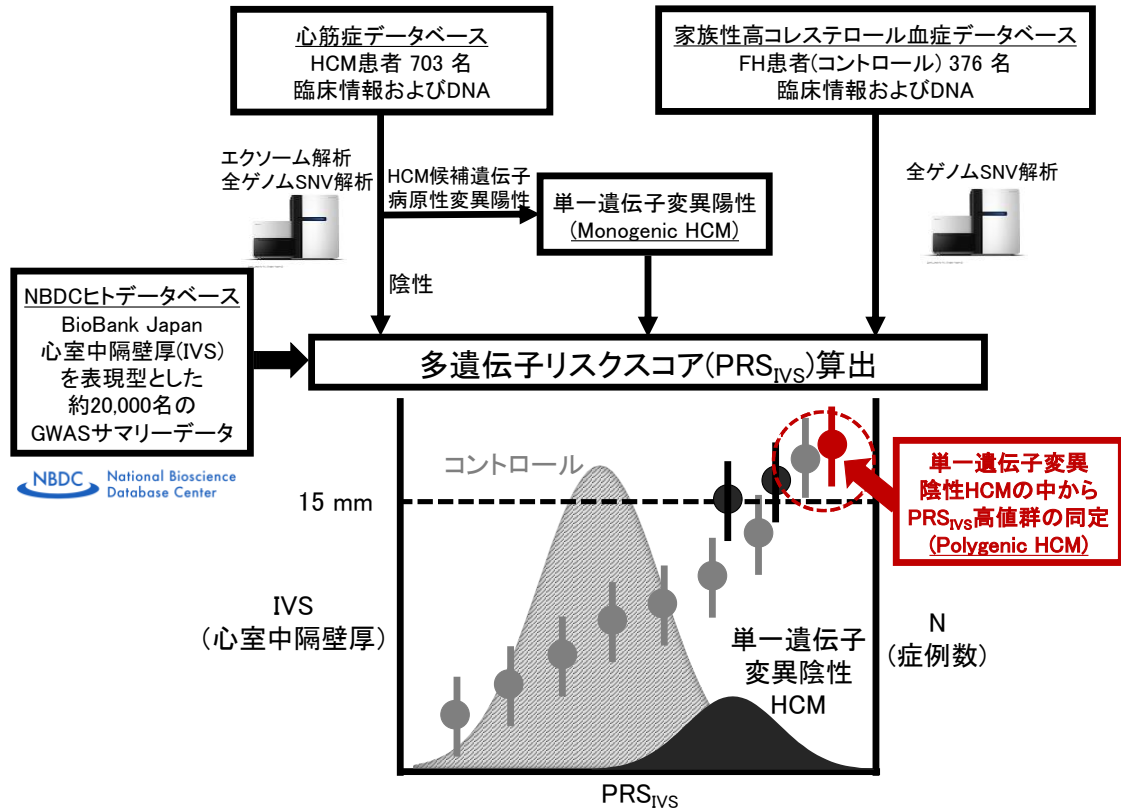 心筋症データベース
HCM患者 703 名
臨床情報およびDNA
家族性高コレステロール血症データベース
FH患者(コントロール) 376 名
臨床情報およびDNA
エクソーム解析
全ゲノムSNV解析
HCM候補遺伝子
病原性変異陽性
単一遺伝子変異陽性
(Monogenic HCM)
全ゲノムSNV解析
陰性
NBDCヒトデータベース
BioBank Japan
心室中隔壁厚(IVS)
を表現型とした
約20,000名の
GWASサマリーデータ
NBDC National Bioscience
Database Center
多遺伝子リスクスコア(PRSIVS)算出
コントロール
15 mm
単一遺伝子変異
陰性HCMの中から
PRSIVS高値群の同定
(Polygenic HCM)
IVS
(心室中隔壁厚)
単一遺伝子
変異陰性
HCM
N
(症例数)
PRSIVS